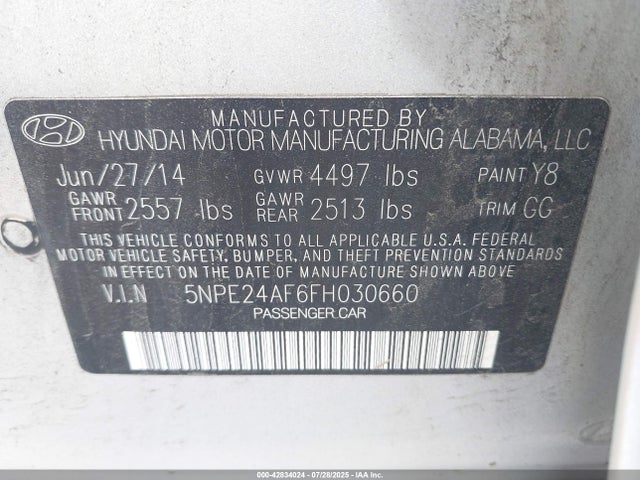 MANUFACTURED BY
HYUNDAI MOTOR MANUFACTURING ALABAMA, LLC
Jun/27/14 GVWR 4497 lbs PAINT Y8
GAWR FRONT 2557 lbs GAWR REAR 2513 lbs TRIM GG
THIS VEHICLE CONFORMS TO ALL APPLICABLE U.S.A. FEDERAL
MOTOR VEHICLE SAFETY, BUMPER, AND THEFT PREVENTION STANDARDS
IN EFFECT ON THE DATE OF MANUFACTURE SHOWN ABOVE.
V.I.N 5NPE24AF6FH030660
PASSENGER CAR
000-42834024 - 07/28/2025 - IAA Inc.